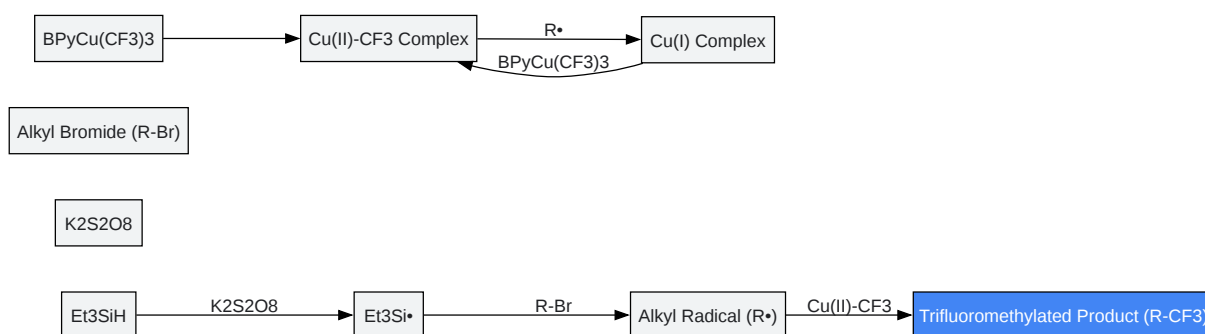 BPyCu(CF3)3
Cu(II)-CF3 Complex
R•
Cu(I) Complex
BPyCu(CF3)3
Alkyl Bromide (R-Br)
K2S2O8
Et3SiH
K2S2O8
Et3Si•
R-Br
Alkyl Radical (R•)
Cu(II)-CF3
Trifluoromethylated Product (R-CF3)